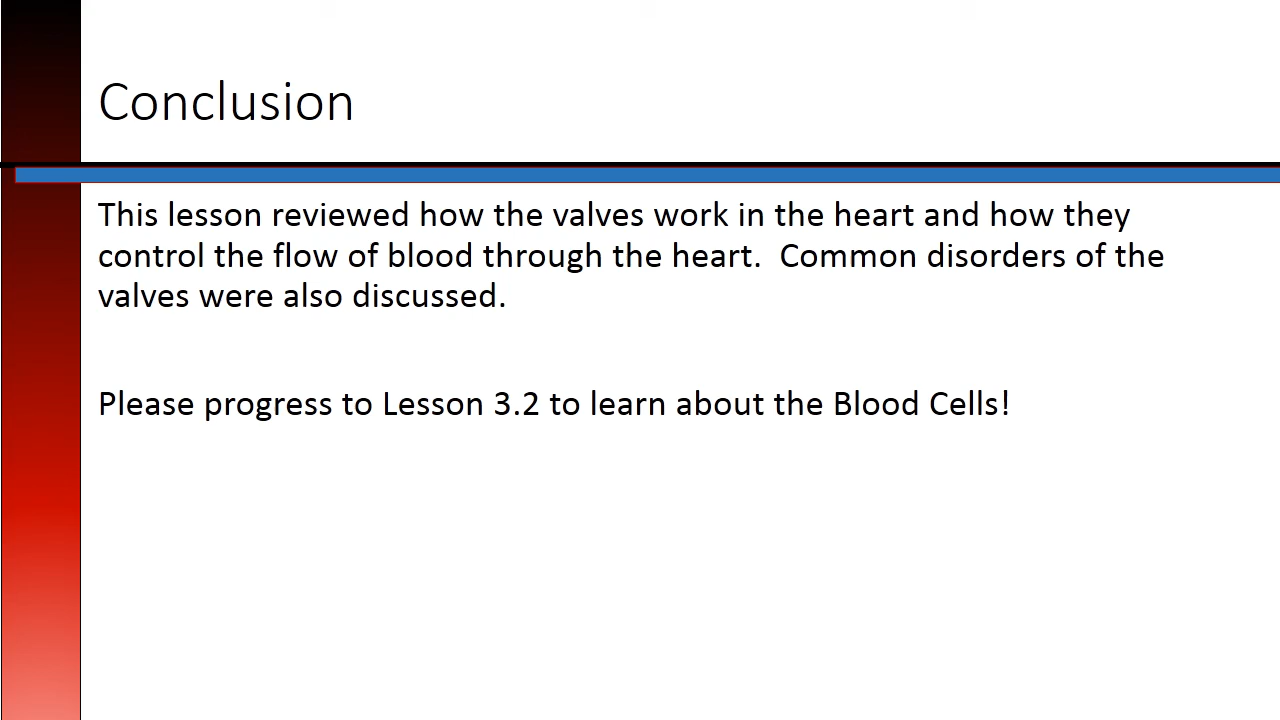 Conclusion
This lesson reviewed how the valves work in the heart and how they
control the flow of blood through the heart.  Common disorders of the
valves were also discussed.
Please progress to Lesson 3.2 to learn about the Blood Cells!